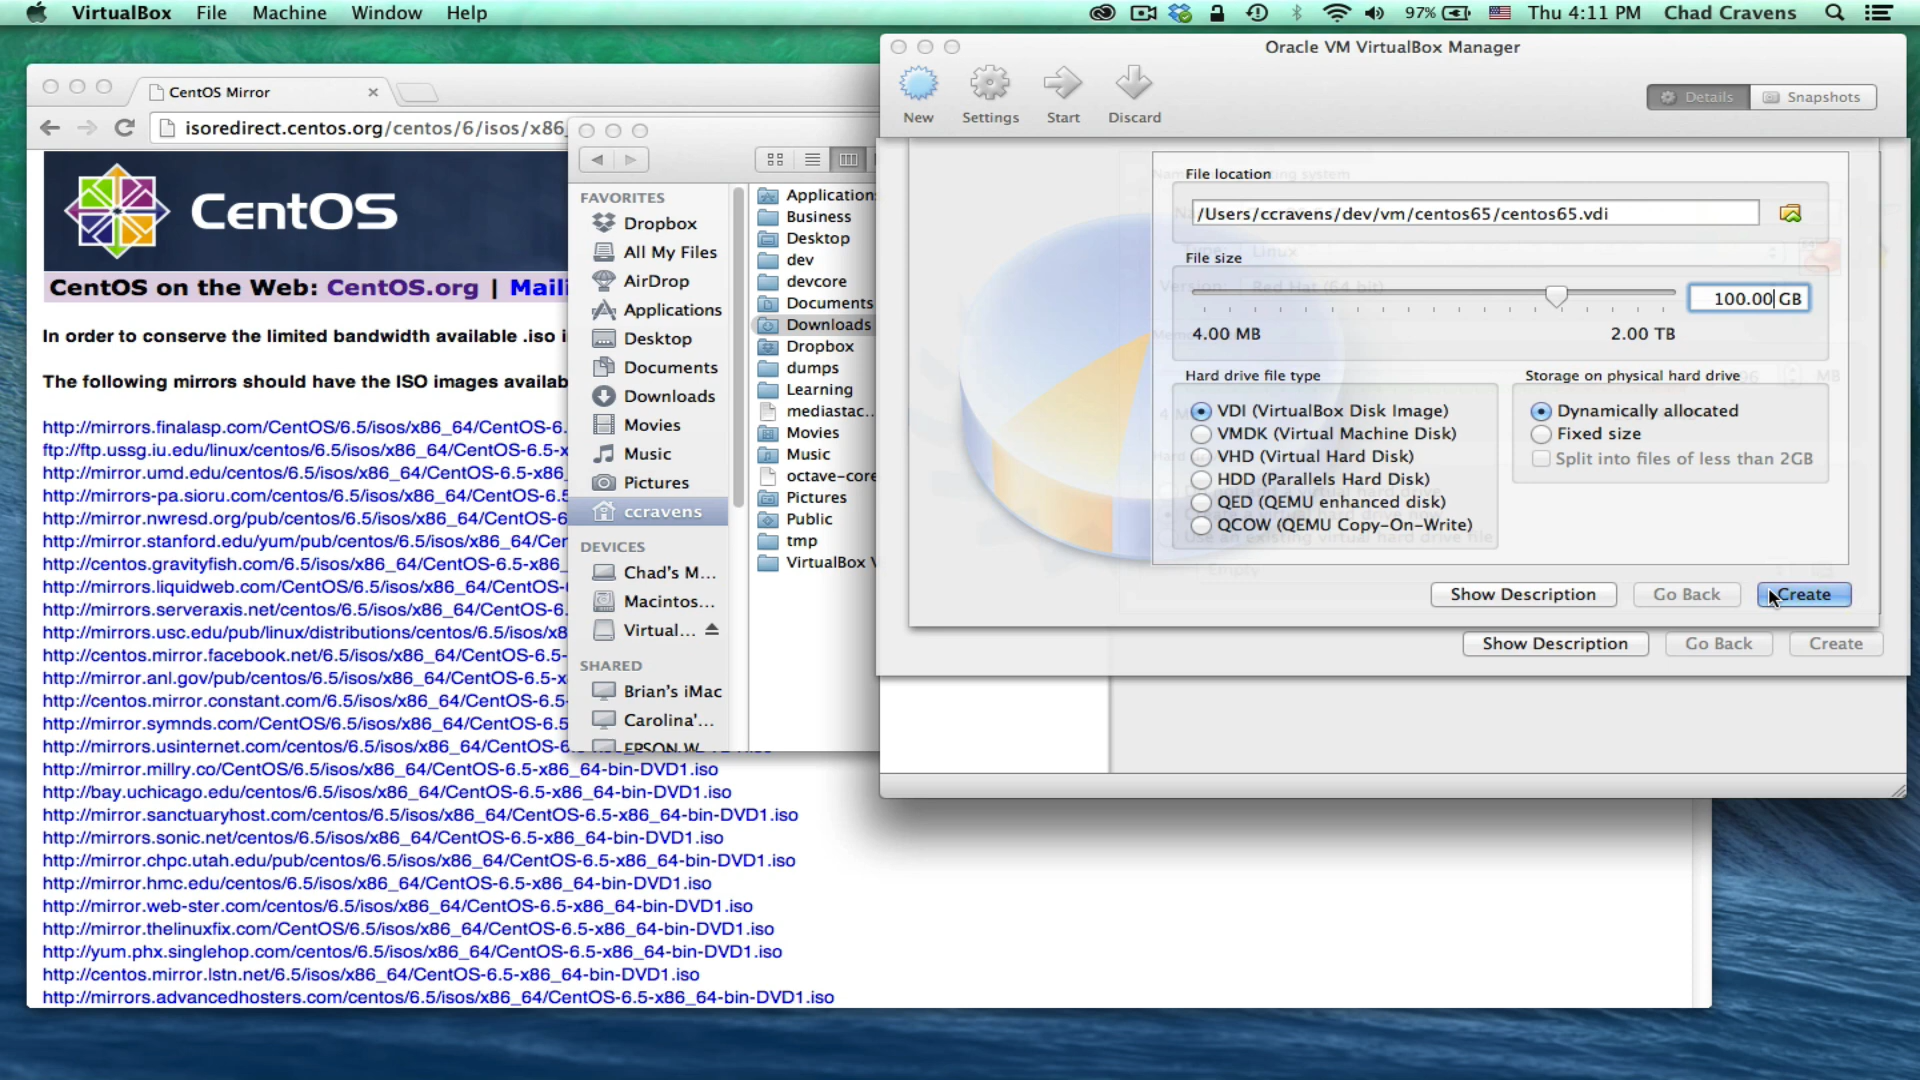 VirtualBox File Machine Window Help
97% Thu 4:11 PM Chad Cravens
CentOS Mirror
isoredirect.centos.org/centos/6/isos/x86_
CentOS
CentOS on the Web: CentOS.org | Maili
In order to conserve the limited bandwidth available .iso i
The following mirrors should have the ISO images availab
http://mirrors.finalasp.com/CentOS/6.5/isos/x86_64/CentOS-6.
ftp://ftp.ussg.iu.edu/linux/centos/6.5/isos/x86_64/CentOS-6.5-x
http://mirror.umd.edu/centos/6.5/isos/x86_64/CentOS-6.5-x86_
http://mirrors-pa.sioru.com/centos/6.5/isos/x86_64/CentOS-6.5
http://mirror.nwresd.org/pub/centos/6.5/isos/x86_64/CentOS-6
http://mirror.stanford.edu/yum/pub/centos/6.5/isos/x86_64/Cen
http://centos.gravityfish.com/6.5/isos/x86_64/CentOS-6.5-x86_
http://mirrors.liquidweb.com/CentOS/6.5/isos/x86_64/CentOS-
http://mirrors.serveraxis.net/centos/6.5/isos/x86_64/CentOS-6.
http://mirrors.usc.edu/pub/linux/distributions/centos/6.5/isos/x8
http://centos.mirror.facebook.net/6.5/isos/x86_64/CentOS-6.5-
http://mirror.anl.gov/pub/centos/6.5/isos/x86_64/CentOS-6.5-x
http://centos.mirror.constant.com/6.5/isos/x86_64/CentOS-6.5-
http://mirror.symnds.com/CentOS/6.5/isos/x86_64/CentOS-6.5
http://mirrors.usinternet.com/centos/6.5/isos/x86_64/CentOS-6
http://mirror.millry.co/CentOS/6.5/isos/x86_64/CentOS-6.5-x86_64-bin-DVD1.iso
http://bay.uchicago.edu/centos/6.5/isos/x86_64/CentOS-6.5-x86_64-bin-DVD1.iso
http://mirror.sanctuaryhost.com/centos/6.5/isos/x86_64/CentOS-6.5-x86_64-bin-DVD1.iso
http://mirrors.sonic.net/centos/6.5/isos/x86_64/CentOS-6.5-x86_64-bin-DVD1.iso
http://mirror.chpc.utah.edu/pub/centos/6.5/isos/x86_64/CentOS-6.5-x86_64-bin-DVD1.iso
http://mirror.hmc.edu/centos/6.5/isos/x86_64/CentOS-6.5-x86_64-bin-DVD1.iso
http://mirror.web-ster.com/centos/6.5/isos/x86_64/CentOS-6.5-x86_64-bin-DVD1.iso
http://mirror.thelinuxfix.com/CentOS/6.5/isos/x86_64/CentOS-6.5-x86_64-bin-DVD1.iso
http://yum.phx.singlehop.com/centos/6.5/isos/x86_64/CentOS-6.5-x86_64-bin-DVD1.iso
http://centos.mirror.lstn.net/6.5/isos/x86_64/CentOS-6.5-x86_64-bin-DVD1.iso
http://mirrors.advancedhosters.com/centos/6.5/isos/x86_64/CentOS-6.5-x86_64-bin-DVD1.iso
FAVORITES
Dropbox
All My Files
AirDrop
Applications
Desktop
Documents
Downloads
Movies
Music
Pictures
ccravens
DEVICES
Chad's M...
Macintos...
Virtual...
SHARED
Brian's iMac
Carolina'...
EPSON W
Application
Business
Desktop
dev
devcore
Documents
Downloads
Dropbox
dumps
Learning
mediastac...
Movies
Music
octave-core
Pictures
Public
tmp
VirtualBox V
Oracle VM VirtualBox Manager
New
Settings
Start
Discard
Details
Snapshots
File location
/Users/ccravens/dev/vm/centos65/centos65.vdi
File size
100.00 GB
4.00 MB
2.00 TB
Hard drive file type
VDI (VirtualBox Disk Image)
VMDK (Virtual Machine Disk)
VHD (Virtual Hard Disk)
HDD (Parallels Hard Disk)
QED (QEMU enhanced disk)
QCOW (QEMU Copy-On-Write)
Storage on physical hard drive
Dynamically allocated
Fixed size
Split into files of less than 2GB
Show Description
Go Back
Create
Show Description
Go Back
Create